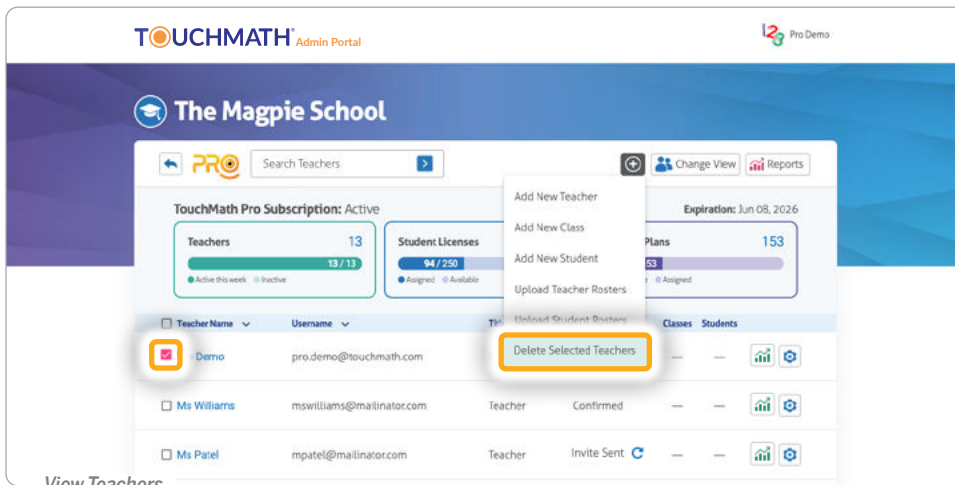 TOUCHMATH Admin Portal
123 Pro Demo
The Magpie School
PRO Search Teachers Change View Reports
Add New Teacher
Add New Class
Add New Student
Upload Teacher Rosters
Upload Student Rosters
Delete Selected Teachers
TouchMath Pro Subscription: Active Expiration: Jun 08, 2026
Teachers 13
13 / 13
Active this week Inactive
Student Licenses
94 / 250
Assigned Available
Plans 153
53
Assigned
Teacher Name Username Classes Students
Demo pro.demo@touchmath.com — —
Ms Williams mswilliams@mailinator.com Teacher Confirmed — —
Ms Patel mpatel@mailinator.com Teacher Invite Sent — —
View Teachers